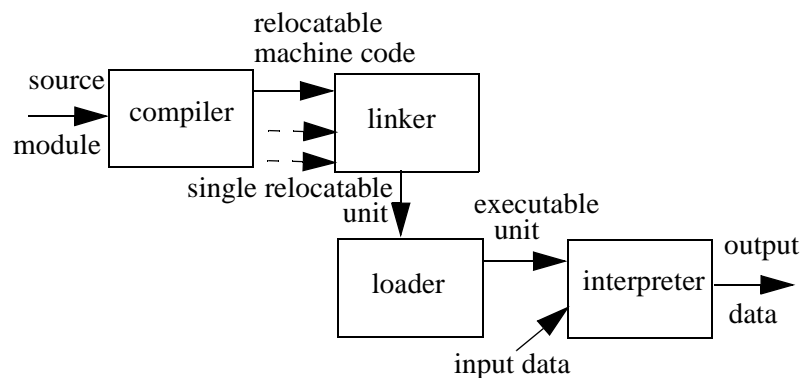 relocatable
machine code
source
module
compiler
linker
single relocatable
unit
loader
executable
unit
interpreter
input data
output
data